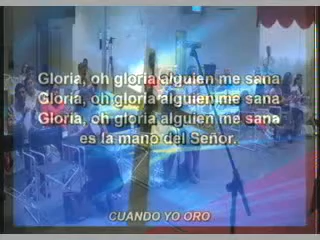 Gloria, oh gloria alguien me sana
Gloria, oh gloria alguien me sana
Gloria, oh gloria alguien me sana
es la mano del Señor.
CUANDO YO ORO